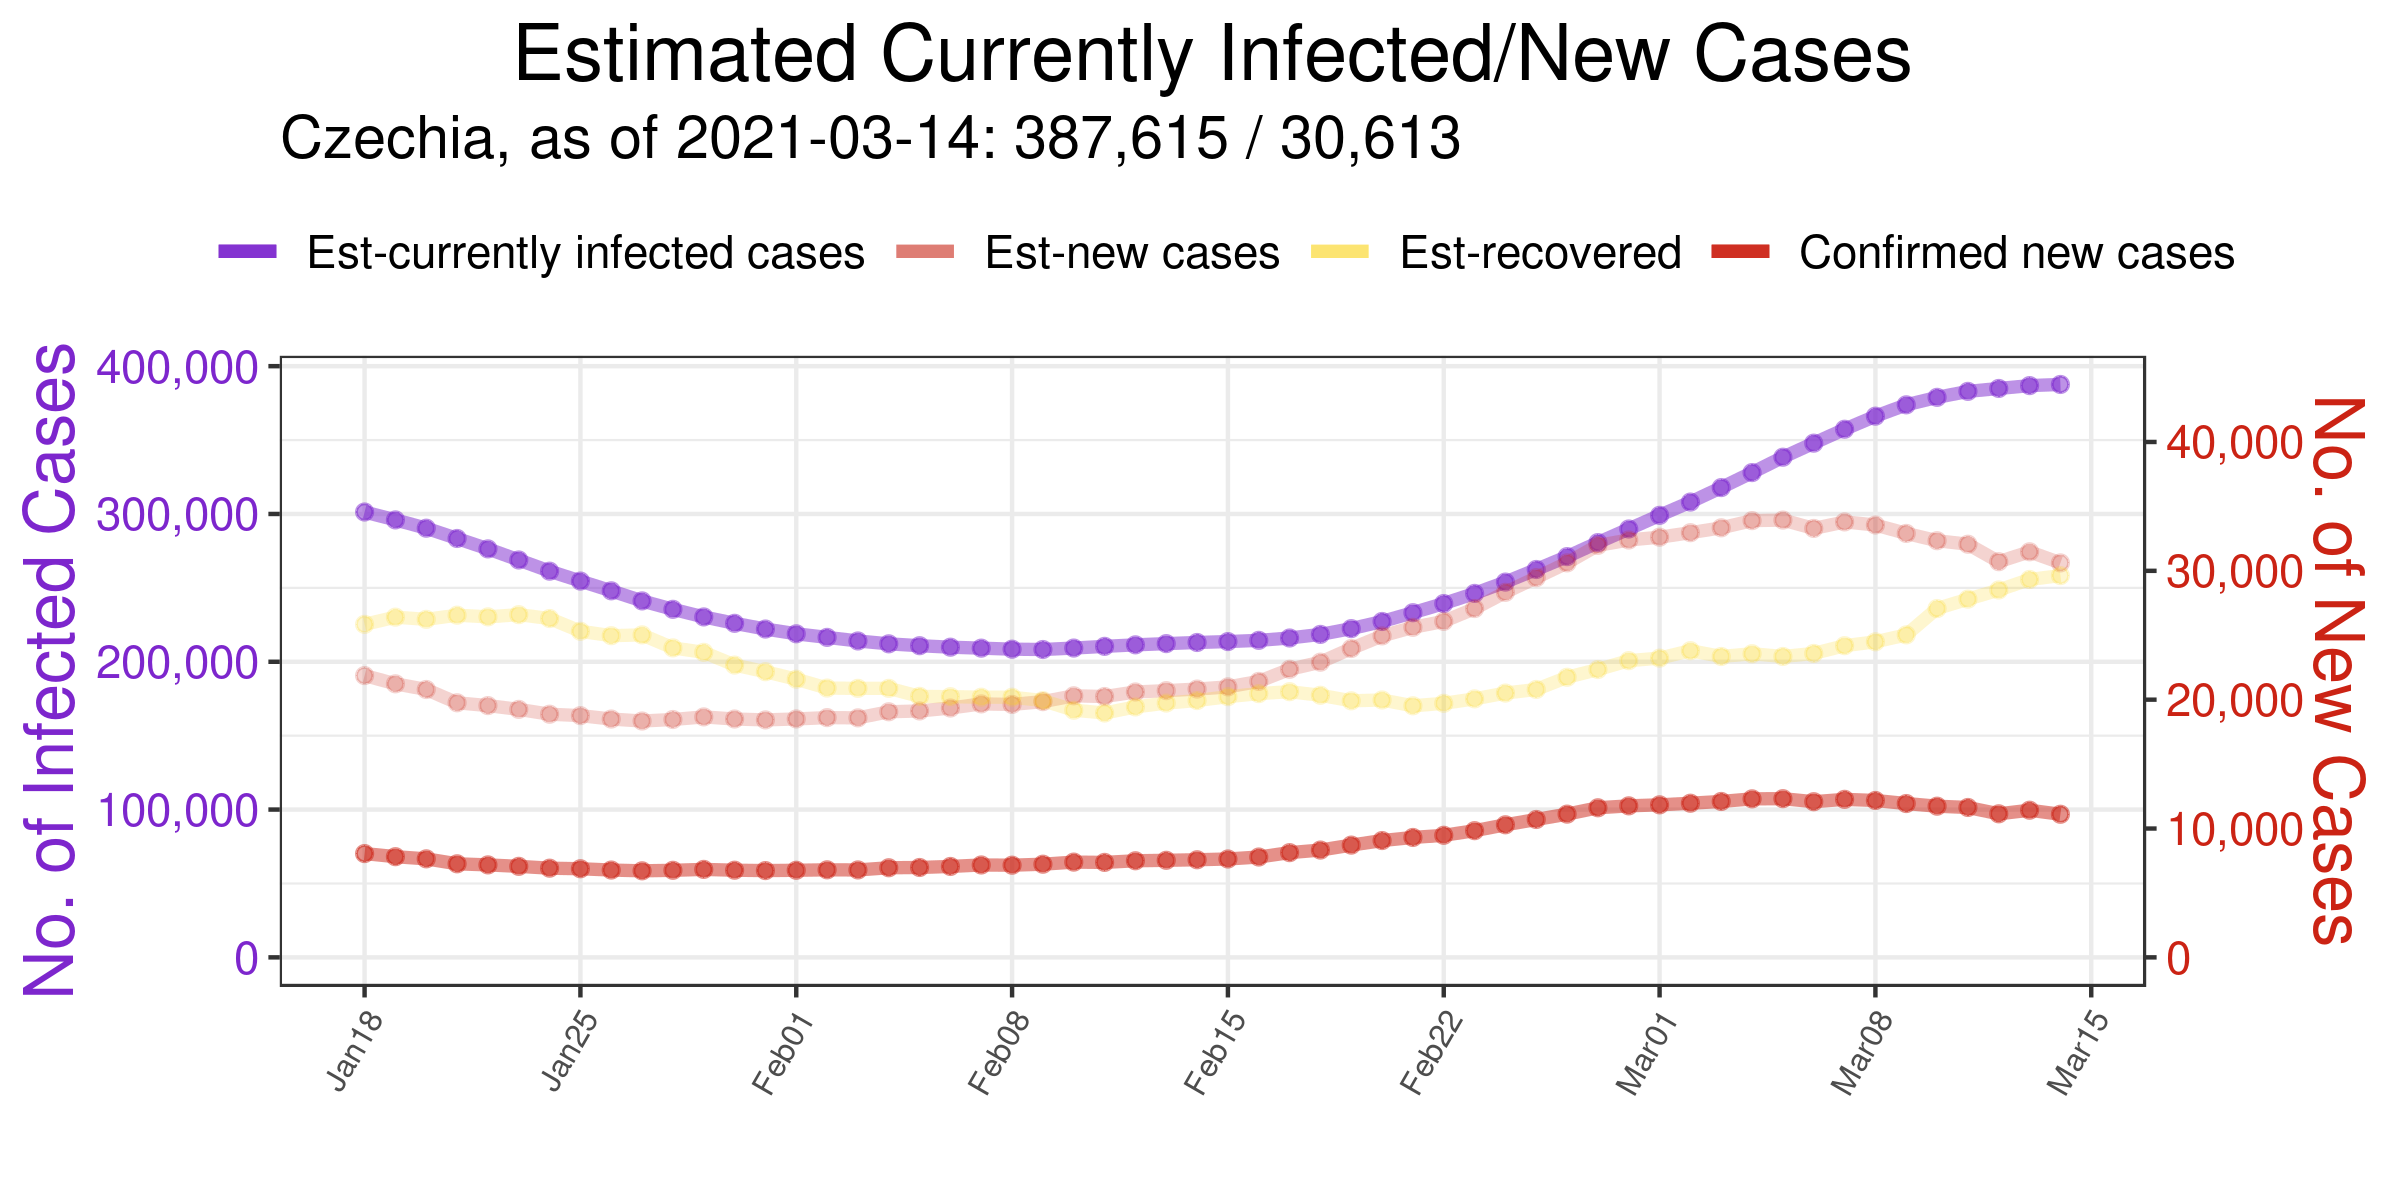 Estimated Currently Infected/New Cases
Czechia, as of 2021-03-14: 387,615 / 30,613
Est-currently infected cases Est-new cases Est-recovered Confirmed new cases
No. of Infected Cases
400,000
300,000
200,000
100,000
0
40,000
30,000
20,000
10,000
0
No. of New Cases
Jan18 Jan25 Feb01 Feb08 Feb15 Feb22 Mar01 Mar08 Mar15